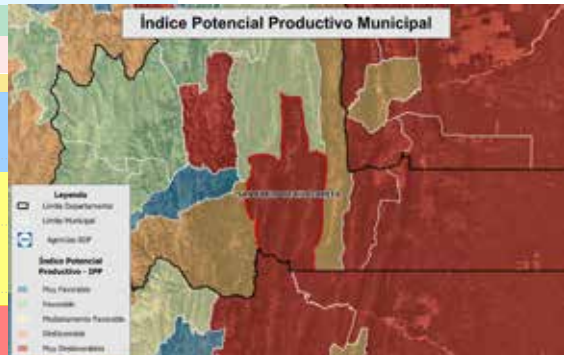 Índice Potencial Productivo Municipal
Leyenda
Límite Departamental
Límite Municipal
Agencias BDP
Índice Potencial
Productivo - IPP
Muy Favorable
Favorable
Medianamente Favorable
Desfavorable
Muy Desfavorable